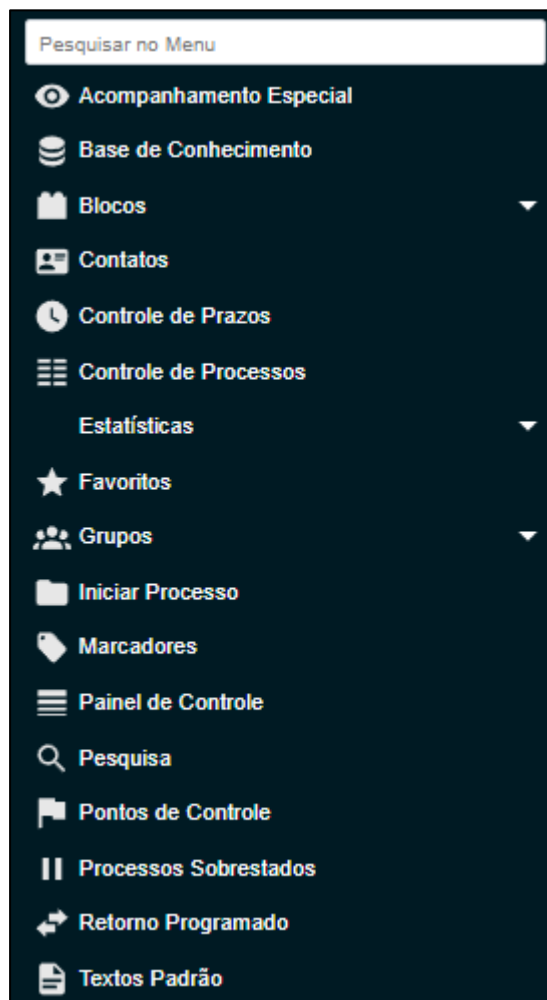 Pesquisar no Menu
Acompanhamento Especial
Base de Conhecimento
Blocos
Contatos
Controle de Prazos
Controle de Processos
Estatísticas
Favoritos
Grupos
Iniciar Processo
Marcadores
Painel de Controle
Pesquisa
Pontos de Controle
Processos Sobrestados
Retorno Programado
Textos Padrão